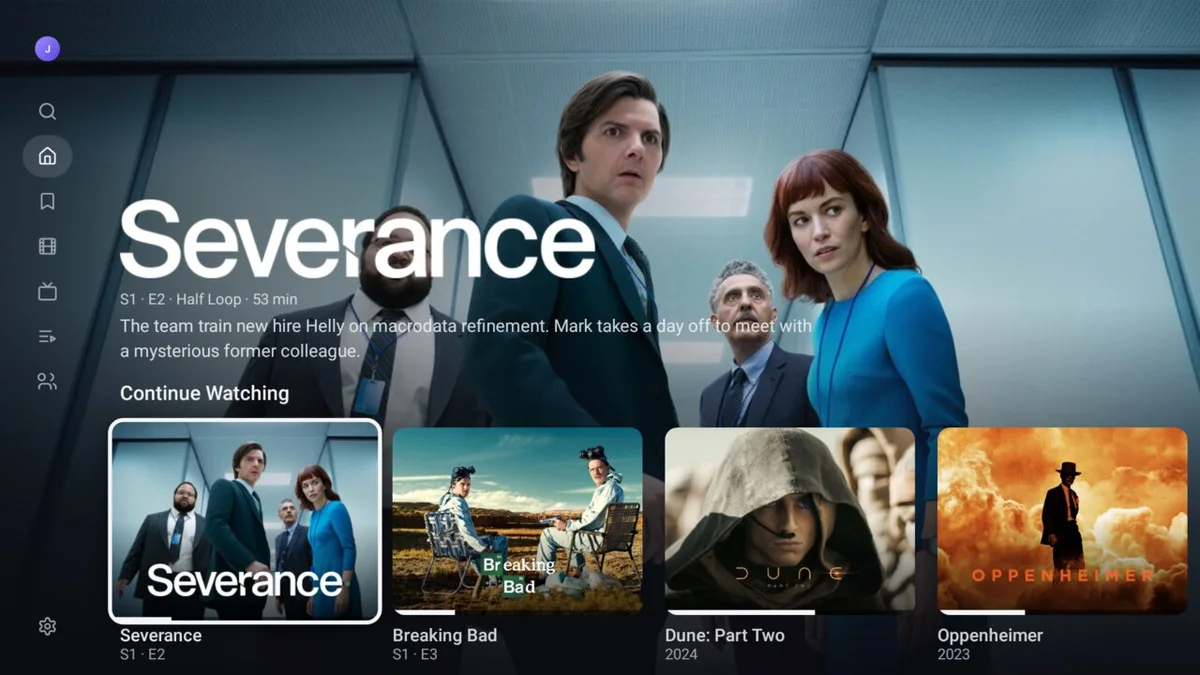 J
Severance
S1 · E2 · Half Loop · 53 min
The team train new hire Helly on macrodata refinement. Mark takes a day off to meet with
a mysterious former colleague.
Continue Watching
Severance
Breaking
Bad
DUNE
OPPENHEIMER
Severance
S1 · E2
Breaking Bad
S1 · E3
Dune: Part Two
2024
Oppenheimer
2023